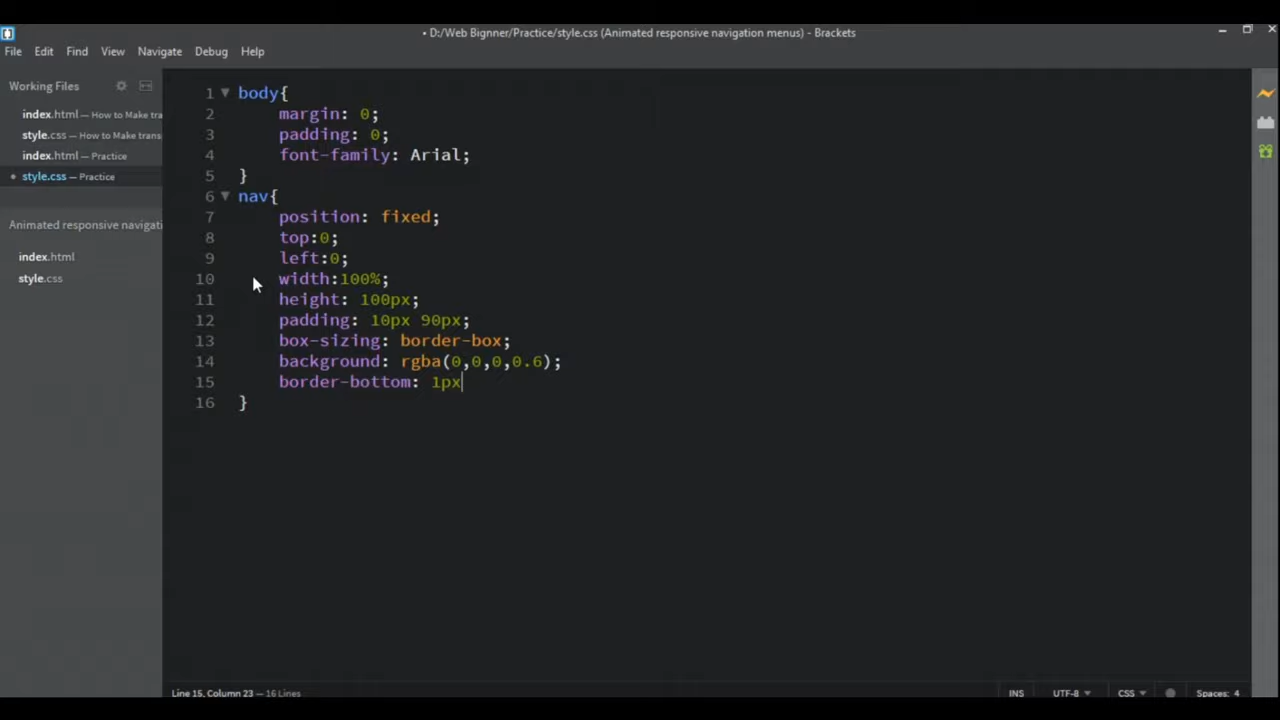 • D:/Web Bignner/Practice/style.css (Animated responsive navigation menus) - Brackets
File Edit Find View Navigate Debug Help
Working Files
index.html — How to Make tra
style.css — How to Make trans
index.html — Practice
• style.css — Practice
Animated responsive navigati
index.html
style.css
1 body{
2 margin: 0;
3 padding: 0;
4 font-family: Arial;
5 }
6 nav{
7 position: fixed;
8 top:0;
9 left:0;
10 width:100%;
11 height: 100px;
12 padding: 10px 90px;
13 box-sizing: border-box;
14 background: rgba(0,0,0,0.6);
15 border-bottom: 1px
16 }
Line 15, Column 23 — 16 Lines
INS UTF-8 CSS Spaces: 4